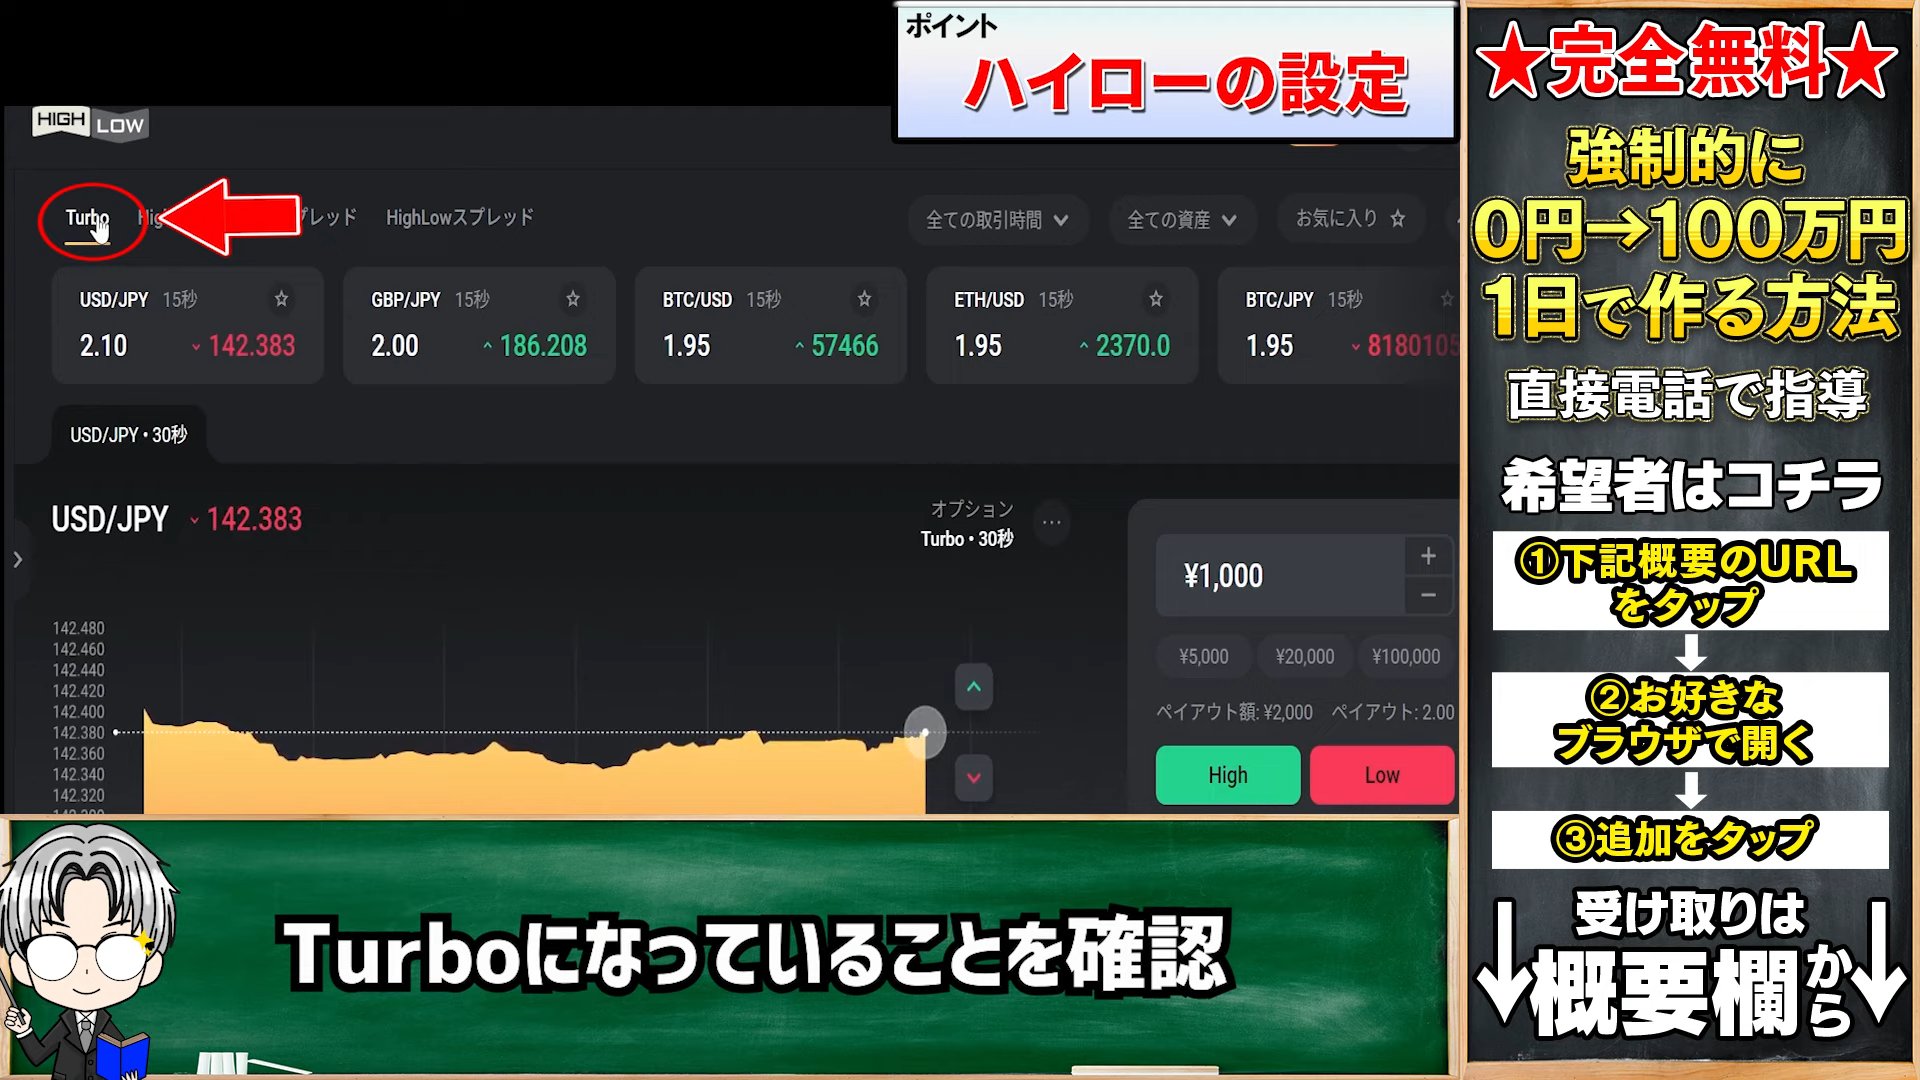 ポイント
ハイローの設定
HIGH LOW
Turbo
スプレッド
HighLowスプレッド
全ての取引時間
全ての資産
お気に入り
USD/JPY 15秒
2.10 142.383
GBP/JPY 15秒
2.00 186.208
BTC/USD 15秒
1.95 57466
ETH/USD 15秒
1.95 2370.0
BTC/JPY 15秒
1.95 8180105
USD/JPY • 30秒
USD/JPY 142.383
オプション
Turbo • 30秒
142.480
142.460
142.440
142.420
142.400
142.380
142.360
142.340
142.320
¥1,000
+
−
¥5,000 ¥20,000 ¥100,000
ペイアウト額: ¥2,000 ペイアウト: 2.00
High Low
Turboになっていることを確認
★完全無料★
強制的に
0円→100万円
1日で作る方法
直接電話で指導
希望者はコチラ
①下記概要のURL
をタップ
②お好きな
ブラウザで開く
③追加をタップ
受け取りは
概要欄から